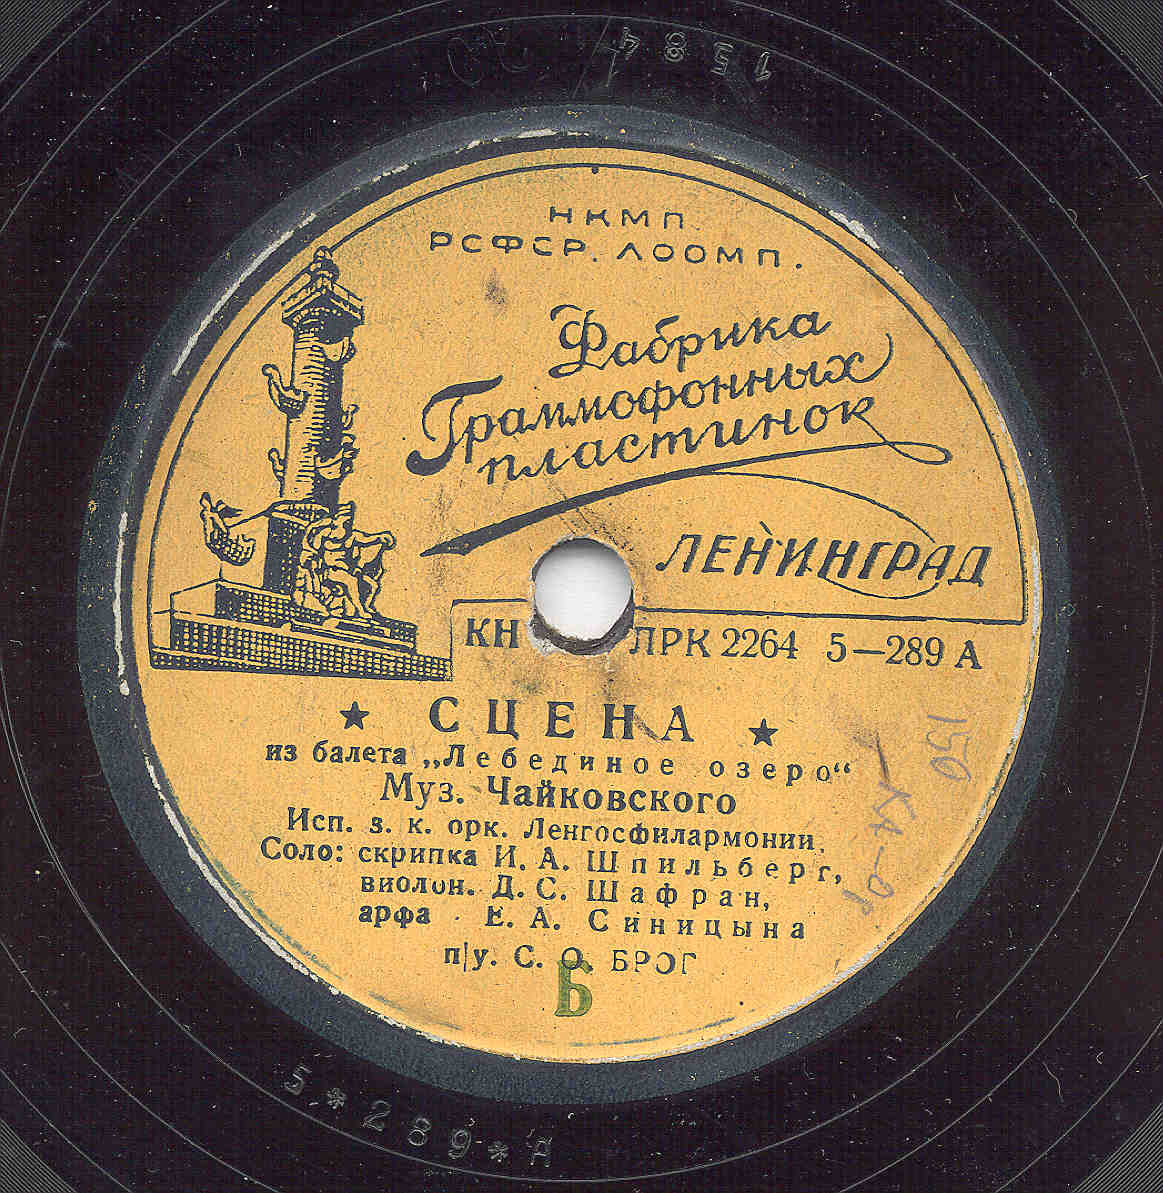 1584
НКМП
РСФСР. ЛООМП.
Фабрика
Граммофонных
пластинок
ЛЕНИНГРАД
КН ЛРК 2264 5—289 А
★ СЦЕНА ★
из балета „Лебединое озеро“
Муз. Чайковского
Исп. з. к. орк. Ленгосфилармонии,
Соло: скрипка И. А. Шпильберг,
виолон. Д. С. Шафран,
арфа Е. А. Синицына
п/у. С. О. БРОГ
Б
150
5*289*А